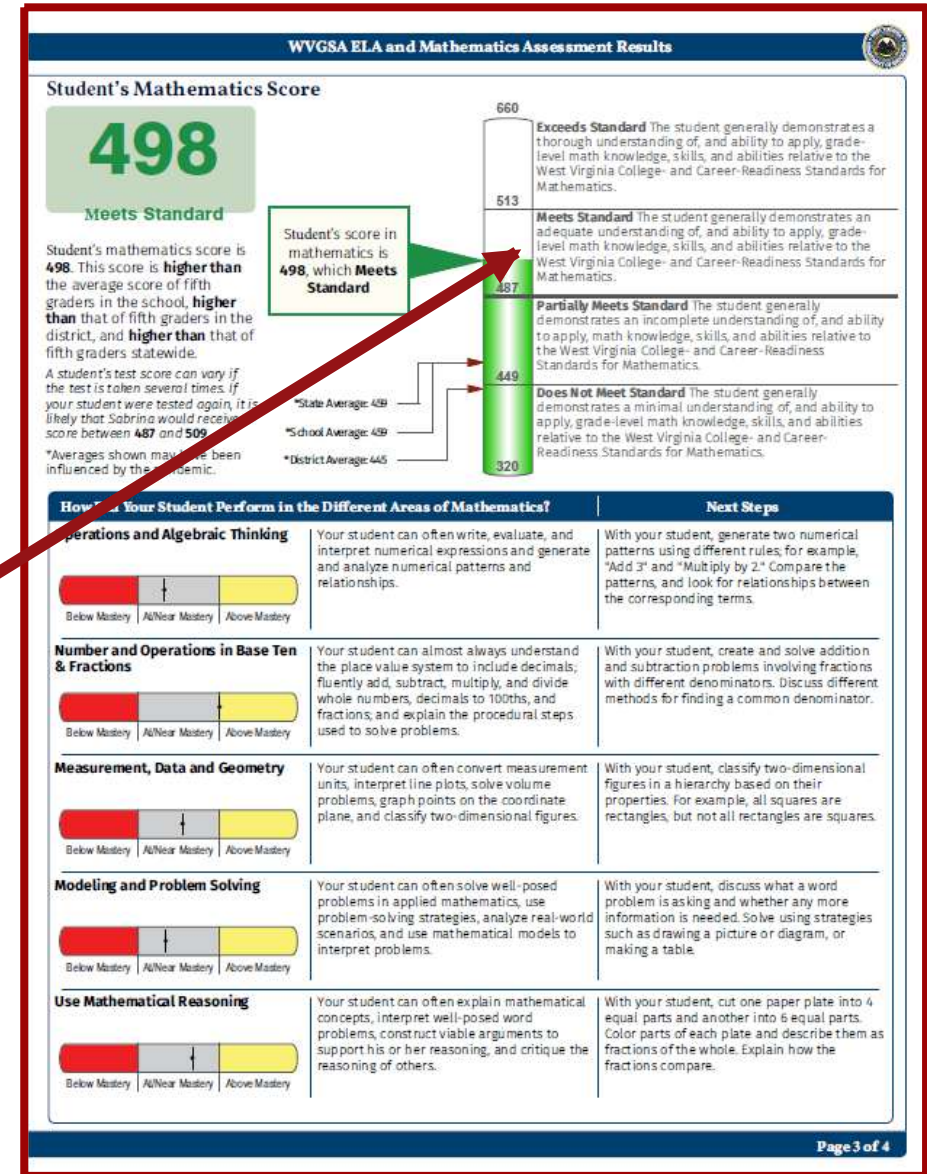 WVGSA ELA and Mathematics Assessment Results
Student's Mathematics Score
498
Meets Standard
Student's mathematics score is
498. This score is higher than
the average score of fifth
graders in the school, higher
than that of fifth graders in the
district, and higher than that of
fifth graders statewide.
A student's test score can vary if
the test is taken several times. If
your student were tested again, it is
likely that Sabrina would receive
score between 487 and 509
*Averages shown may have been
influenced by the pandemic.
Student's score in
mathematics is
498, which Meets
Standard
*State Average: 459
*School Average: 459
*District Average: 445
660
513
487
449
320
Exceeds Standard The student generally demonstrates a
thorough understanding of, and ability to apply, grade-
level math knowledge, skills, and abilities relative to the
West Virginia College- and Career-Readiness Standards for
Mathematics.
Meets Standard The student generally demonstrates an
adequate understanding of, and ability to apply, grade-
level math knowledge, skills, and abilities relative to the
West Virginia College- and Career-Readiness Standards for
Mathematics.
Partially Meets Standard The student generally
demonstrates an incomplete understanding of, and ability
to apply, math knowledge, skills, and abilities relative to
the West Virginia College- and Career-Readiness
Standards for Mathematics.
Does Not Meet Standard The student generally
demonstrates a minimal understanding of, and ability to
apply, grade-level math knowledge, skills, and abilities
relative to the West Virginia College- and Career-
Readiness Standards for Mathematics.
How Did Your Student Perform in the Different Areas of Mathematics?
Next Steps
Operations and Algebraic Thinking
Below Mastery At/Near Mastery Above Mastery
Your student can often write, evaluate, and
interpret numerical expressions and generate
and analyze numerical patterns and
relationships.
With your student, generate two numerical
patterns using different rules; for example,
"Add 3" and "Multiply by 2." Compare the
patterns, and look for relationships between
the corresponding terms.
Number and Operations in Base Ten
& Fractions
Below Mastery At/Near Mastery Above Mastery
Your student can almost always understand
the place value system to include decimals;
fluently add, subtract, multiply, and divide
whole numbers, decimals to 100ths, and
fractions; and explain the procedural steps
used to solve problems.
With your student, create and solve addition
and subtraction problems involving fractions
with different denominators. Discuss different
methods for finding a common denominator.
Measurement, Data and Geometry
Below Mastery At/Near Mastery Above Mastery
Your student can often convert measurement
units, interpret line plots, solve volume
problems, graph points on the coordinate
plane, and classify two-dimensional figures.
With your student, classify two-dimensional
figures in a hierarchy based on their
properties. For example, all squares are
rectangles, but not all rectangles are squares.
Modeling and Problem Solving
Below Mastery At/Near Mastery Above Mastery
Your student can often solve well-posed
problems in applied mathematics, use
problem-solving strategies, analyze real-world
scenarios, and use mathematical models to
interpret problems.
With your student, discuss what a word
problem is asking and whether any more
information is needed. Solve using strategies
such as drawing a picture or diagram, or
making a table.
Use Mathematical Reasoning
Below Mastery At/Near Mastery Above Mastery
Your student can often explain mathematical
concepts, interpret well-posed word
problems, construct viable arguments to
support his or her reasoning, and critique the
reasoning of others.
With your student, cut one paper plate into 4
equal parts and another into 6 equal parts.
Color parts of each plate and describe them as
fractions of the whole. Explain how the
fractions compare.
Page 3 of 4